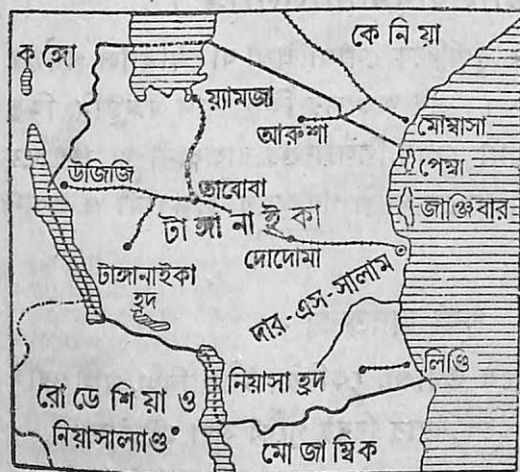 কেনিয়া
কঙ্গো
য়্যামজা
আরুশা
মোম্বাসা
পেম্বা
উজিজি
তাবোবা
জাঞ্জিবার
টাঙ্গানাইকা
দোদোমা
টাঙ্গানাইকা
হ্রদ
দার-এস-সালাম
নিয়াসা হ্রদ
লিণ্ডি
রোডেশিয়া ও
নিয়াসাল্যাণ্ড
মোজাম্বিক